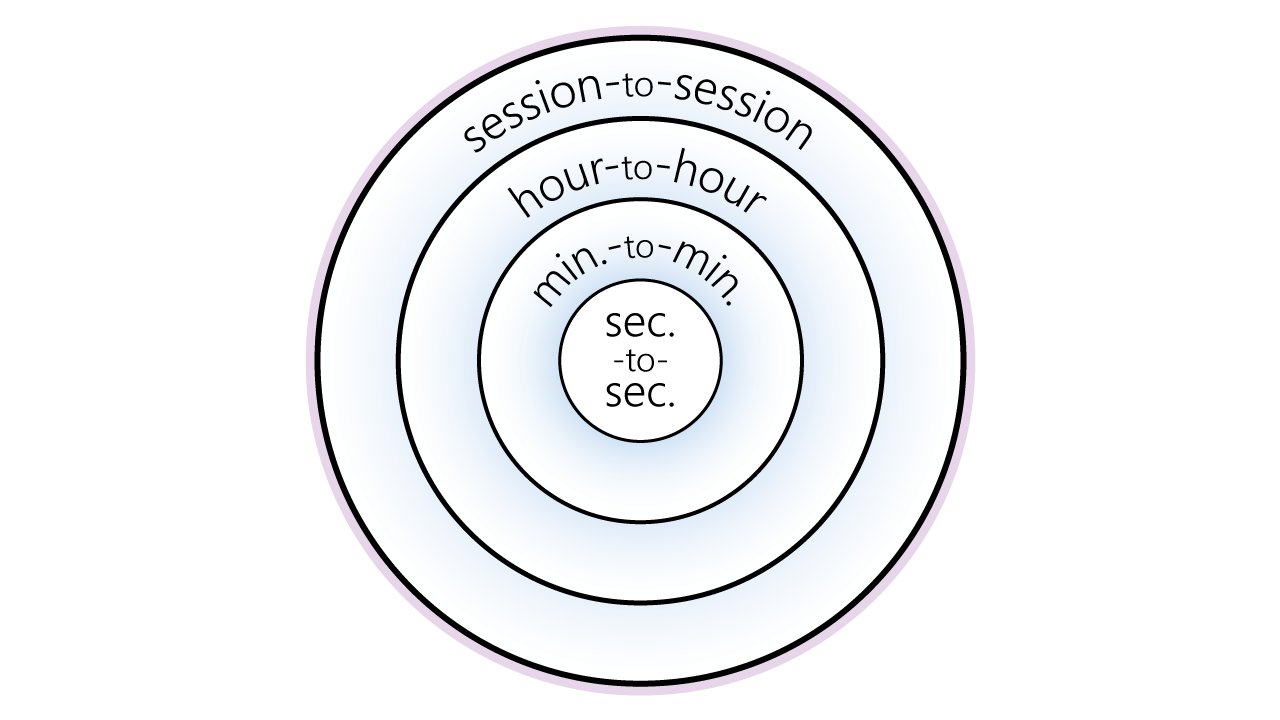 session-to-session
hour-to-hour
min.-to-min.
sec.
-to-
sec.